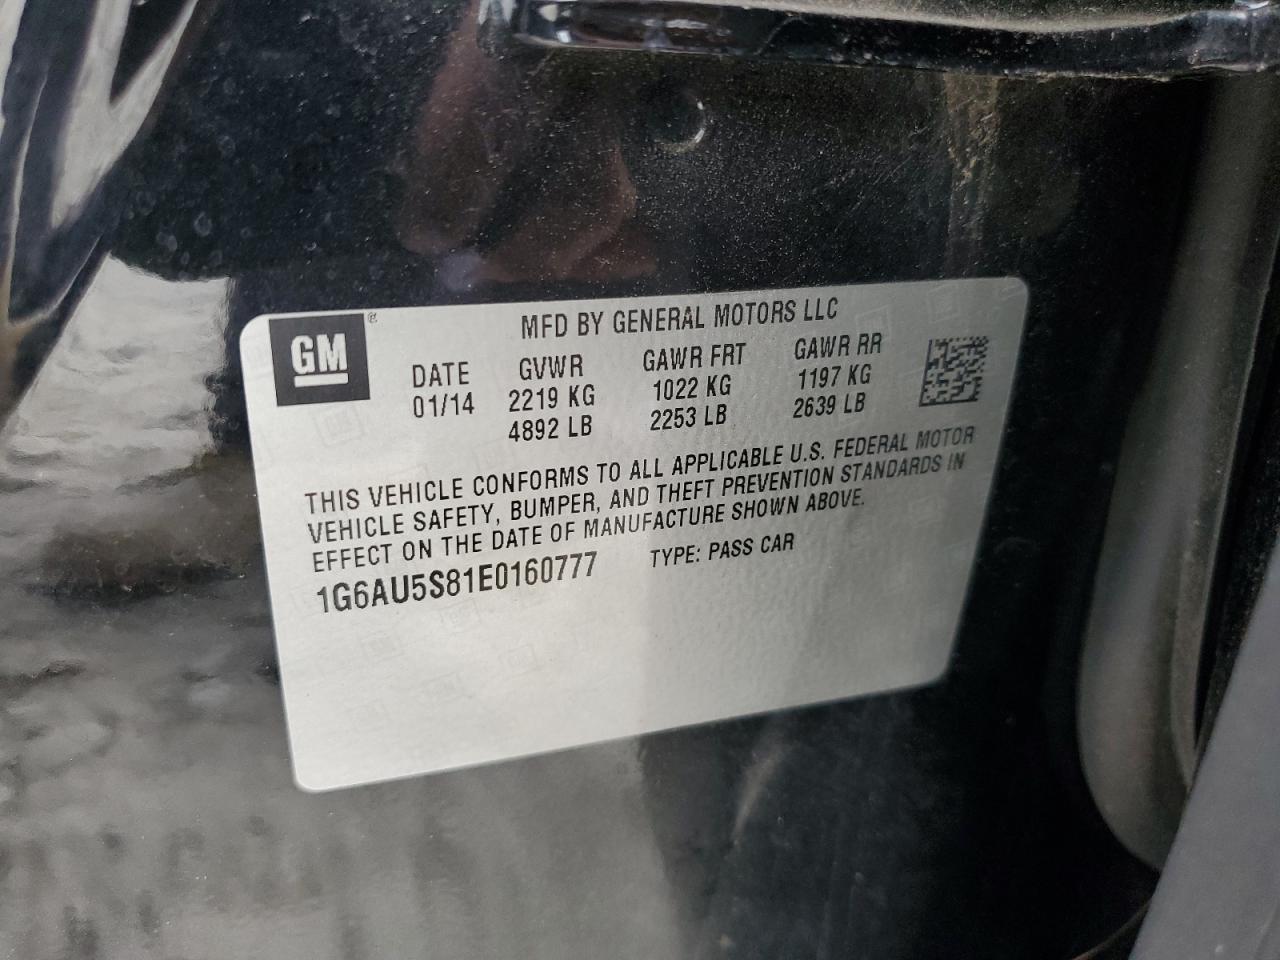 GM ®
MFD BY GENERAL MOTORS LLC
DATE GVWR GAWR FRT GAWR RR
01/14 2219 KG 1022 KG 1197 KG
4892 LB 2253 LB 2639 LB
THIS VEHICLE CONFORMS TO ALL APPLICABLE U.S. FEDERAL MOTOR
VEHICLE SAFETY, BUMPER, AND THEFT PREVENTION STANDARDS IN
EFFECT ON THE DATE OF MANUFACTURE SHOWN ABOVE.
1G6AU5S81E0160777 TYPE: PASS CAR